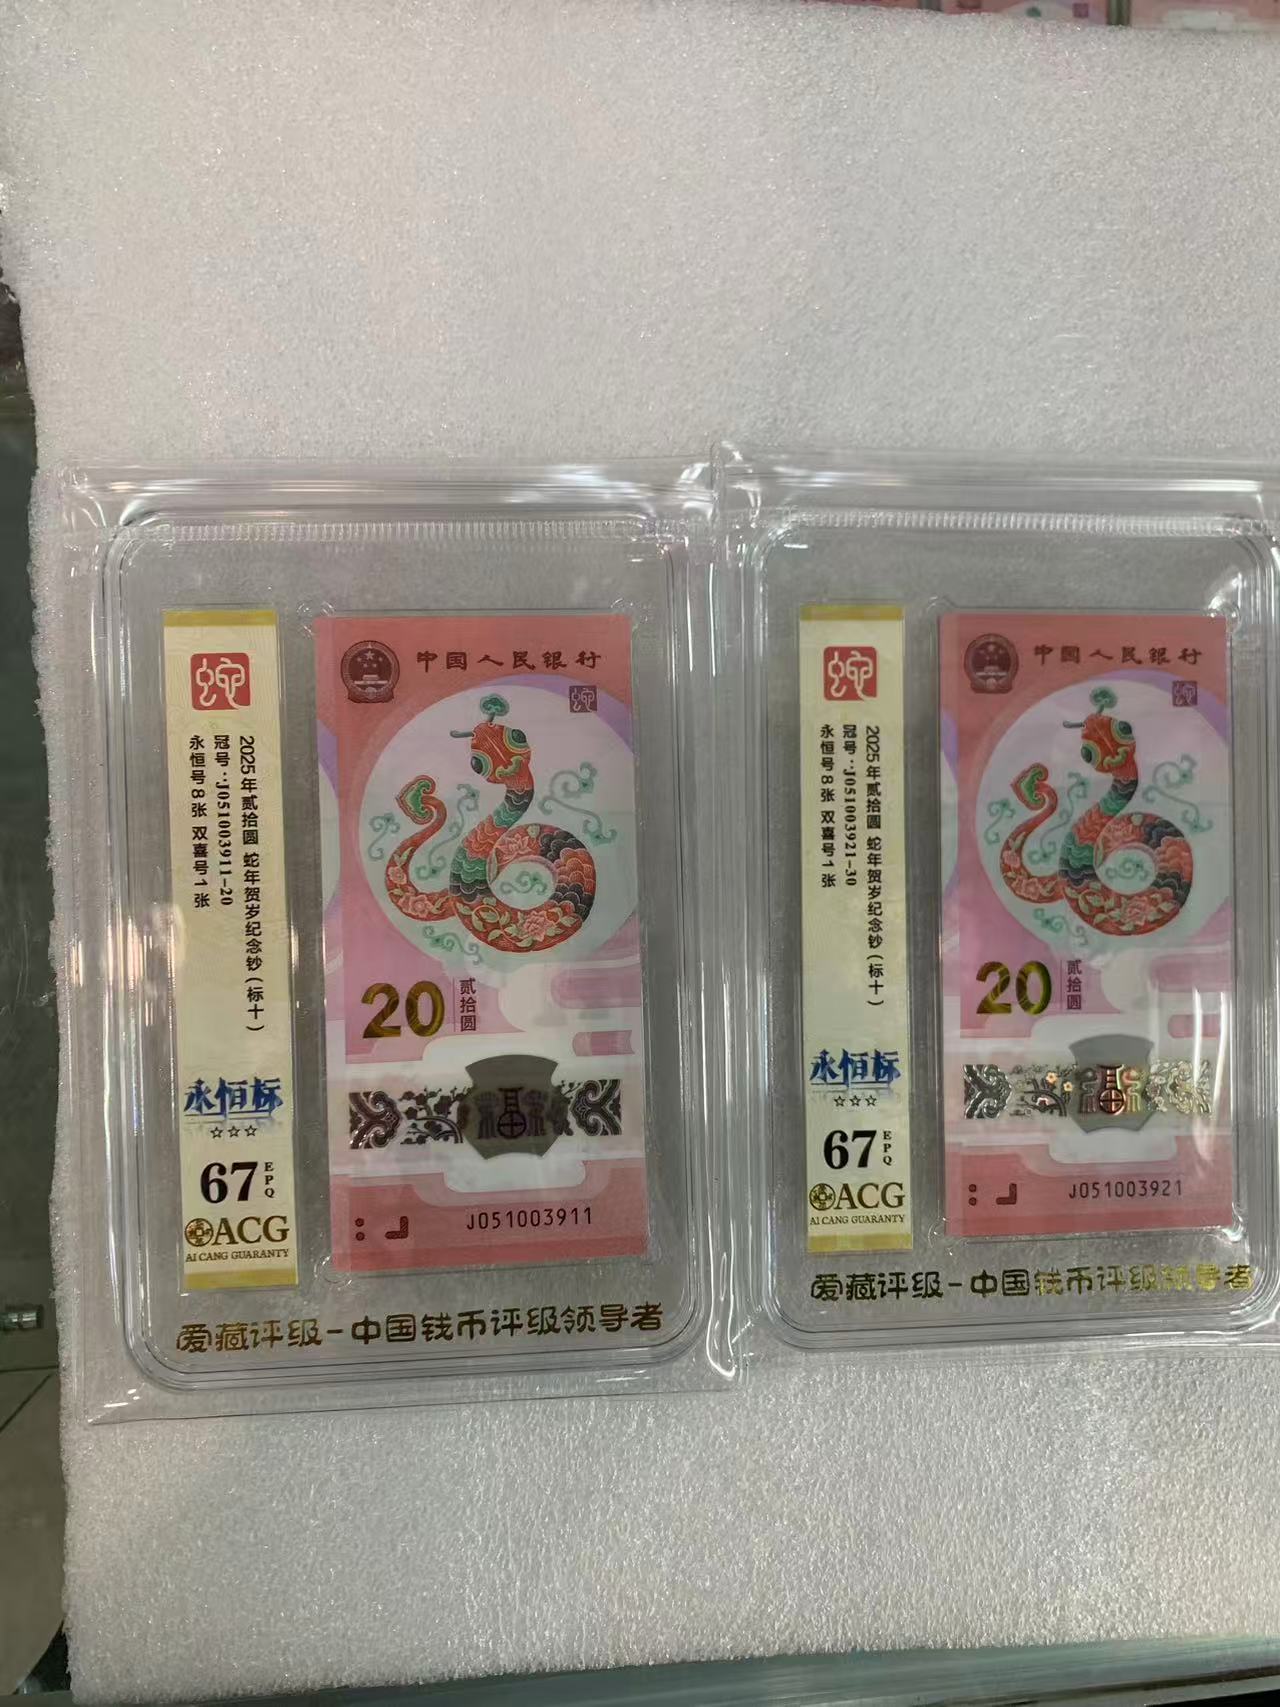 蛇
2025年贰拾圆 蛇年贺岁纪念钞(标十)
冠号:J051003911-20
永恒号8张 双喜号1张
永恒标
☆☆☆
67 EPQ
ACG
AI CANG GUARANTY
中国人民银行
蛇
20 贰拾圆
福
J051003911
爱藏评级-中国钱币评级领导者
蛇
2025年贰拾圆 蛇年贺岁纪念钞(标十)
冠号:J051003921-30
永恒号8张 双喜号1张
永恒标
☆☆☆
67 EPQ
ACG
AI CANG GUARANTY
中国人民银行
蛇
20 贰拾圆
福
J051003921
爱藏评级-中国钱币评级领导者